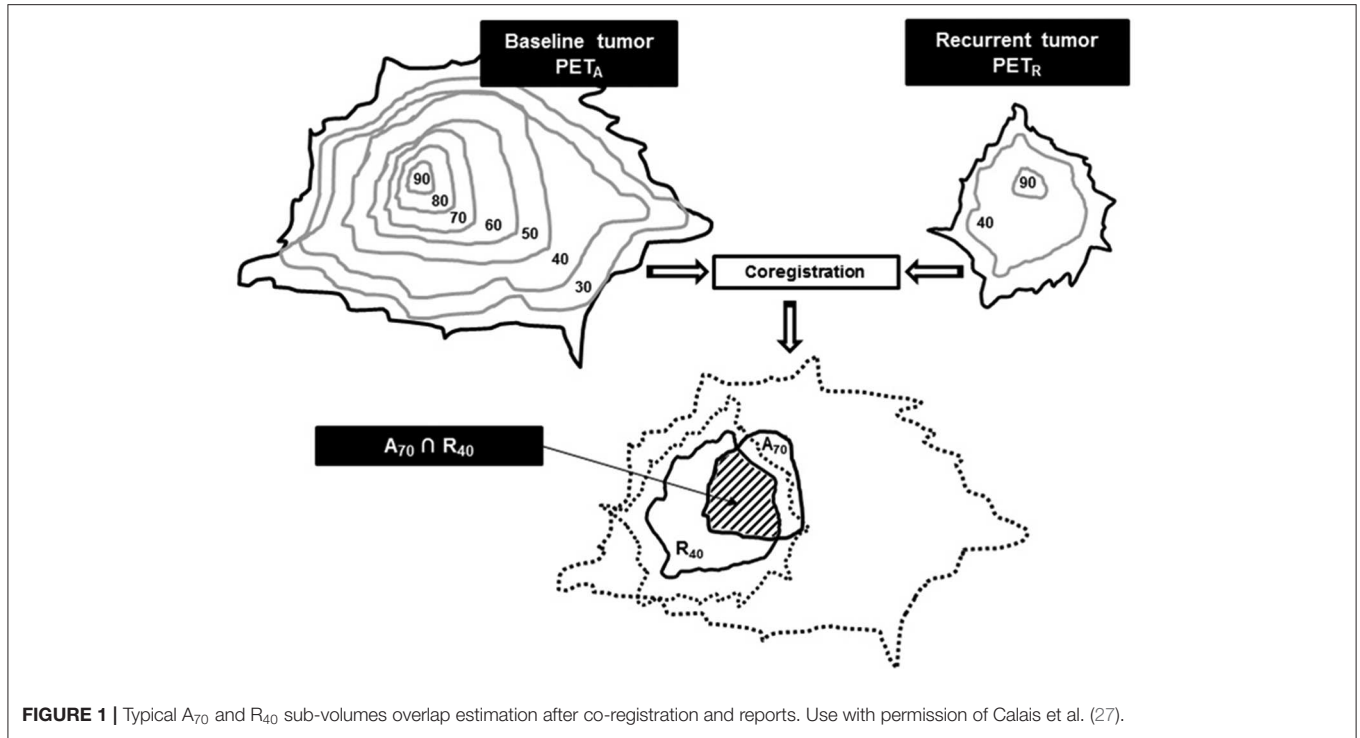 Baseline tumor
PET_A
Recurrent tumor
PET_R
90
80
70
60
50
40
30
90
40
Coregistration
A₇₀ ∩ R₄₀
A₇₀
R₄₀
FIGURE 1 | Typical A₇₀ and R₄₀ sub-volumes overlap estimation after co-registration and reports. Use with permission of Calais et al. (27).